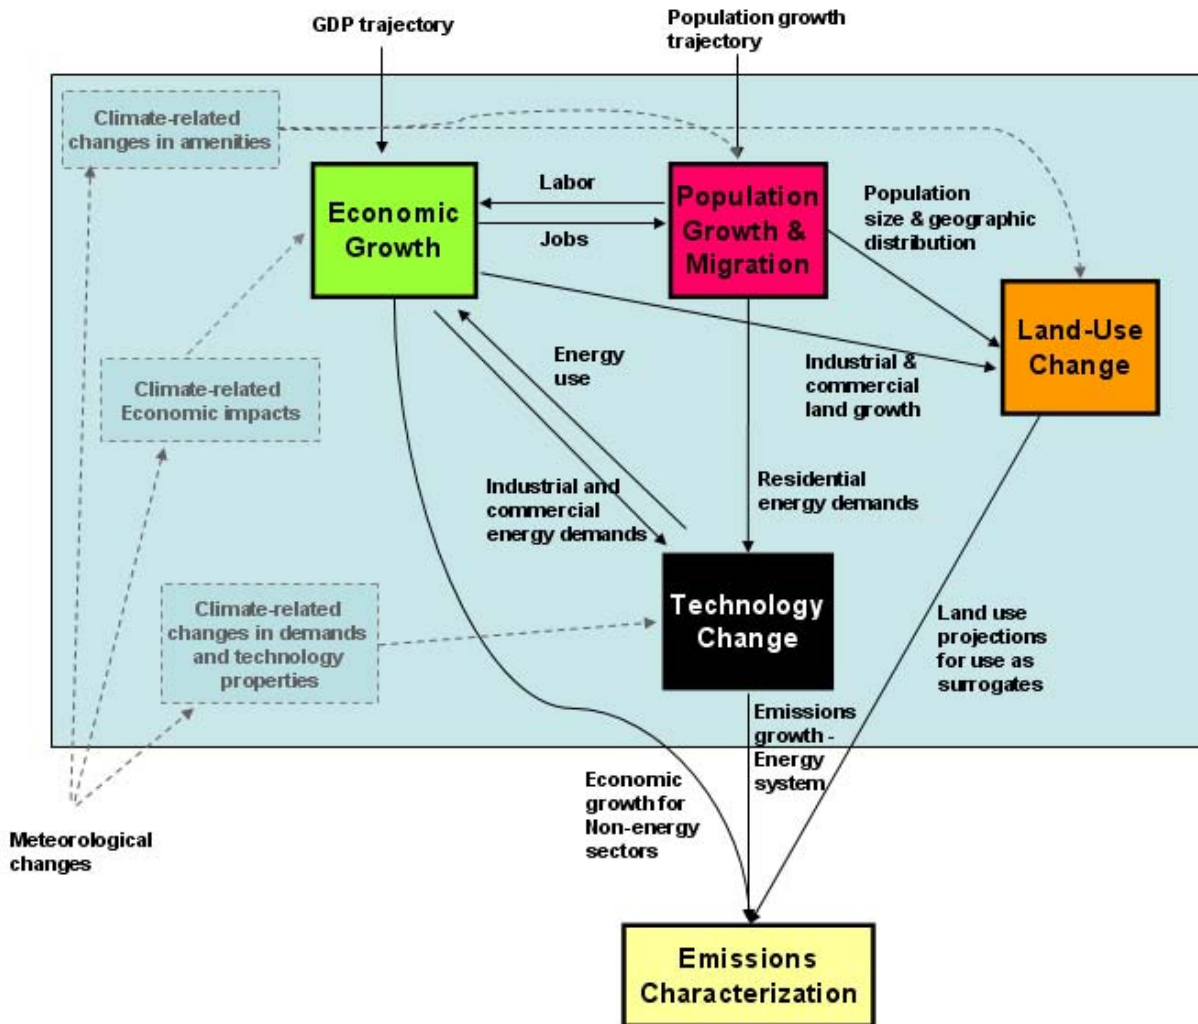 GDP trajectory
Population growth
trajectory
Climate-related
changes in amenities
Labor
Jobs
Economic
Growth
Population
Growth &
Migration
Population
size & geographic
distribution
Land-Use
Change
Energy
use
Industrial &
commercial
land growth
Climate-related
Economic impacts
Industrial and
commercial
energy demands
Residential
energy demands
Climate-related
changes in demands
and technology
properties
Technology
Change
Land use
projections
for use as
surrogates
Emissions
growth -
Energy
system
Economic
growth for
Non-energy
sectors
Meteorological
changes
Emissions
Characterization